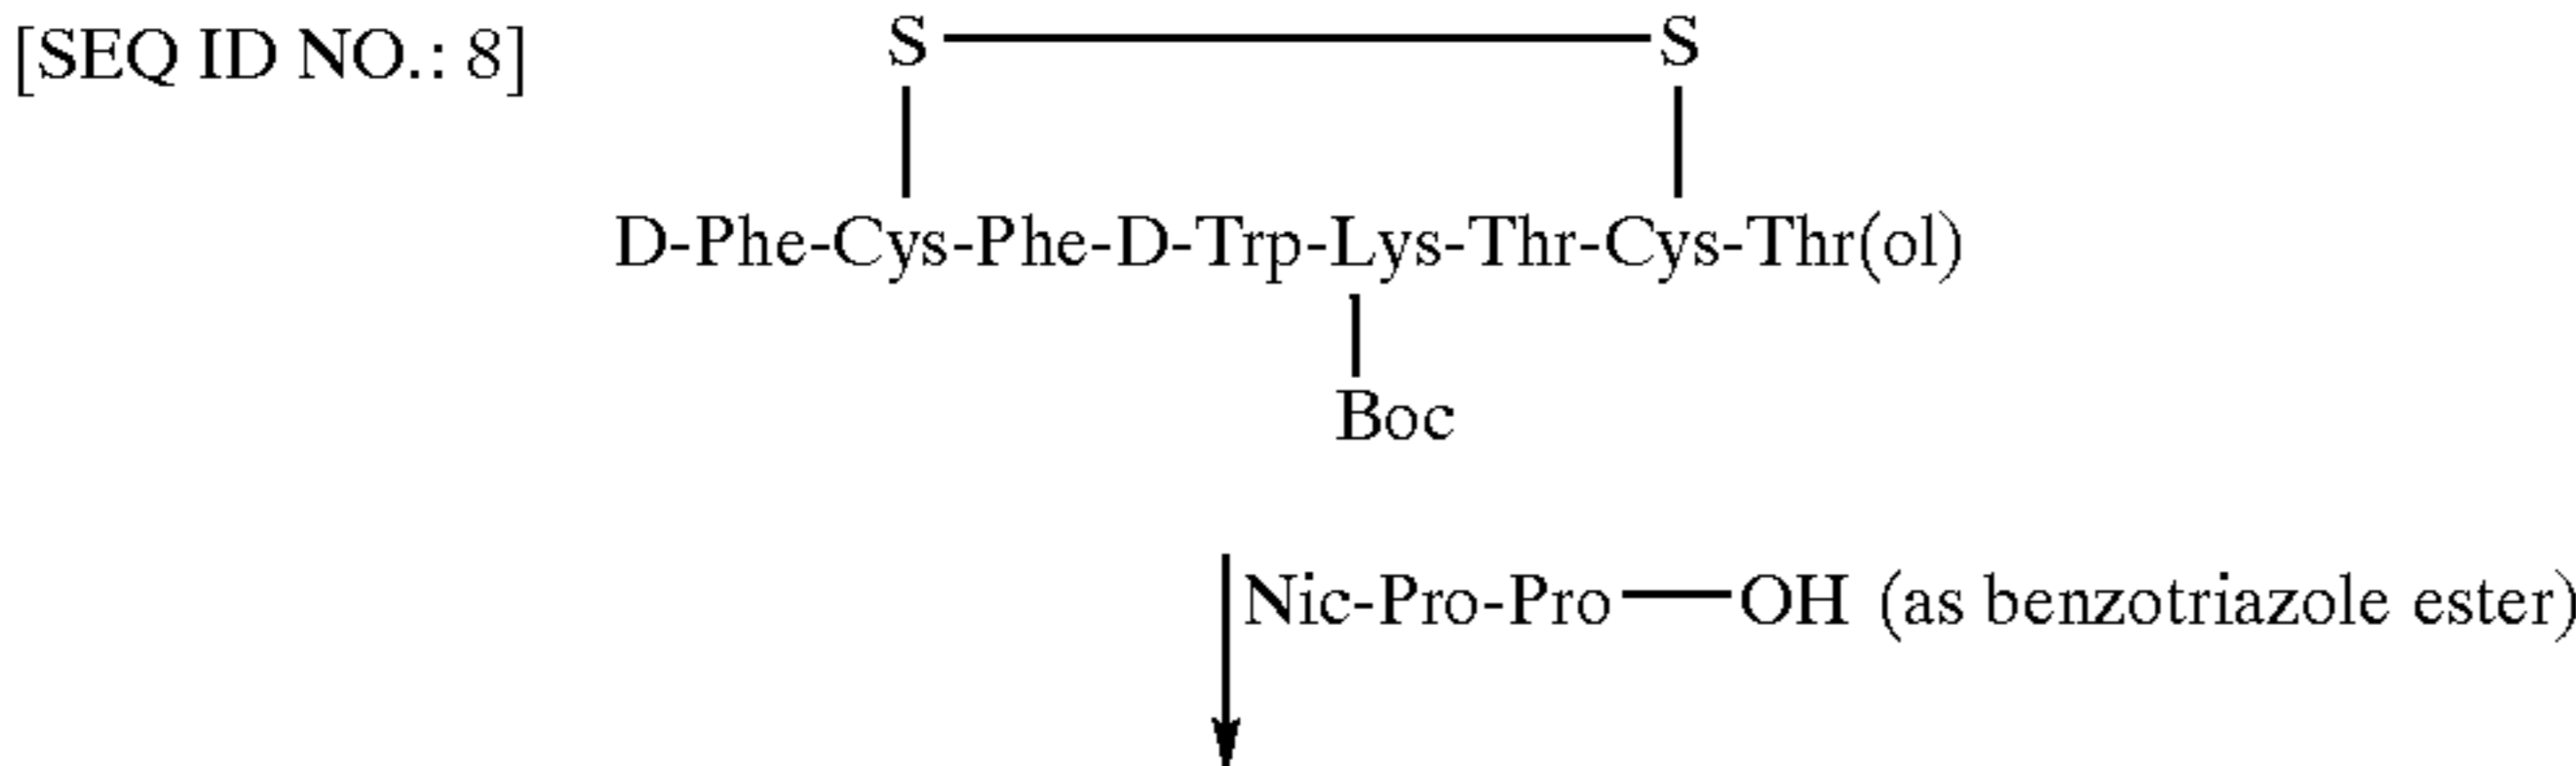 [SEQ ID NO.: 8]
S S
D-Phe-Cys-Phe-D-Trp-Lys-Thr-Cys-Thr(ol)
Boc
Nic-Pro-Pro—OH (as benzotriazole ester)